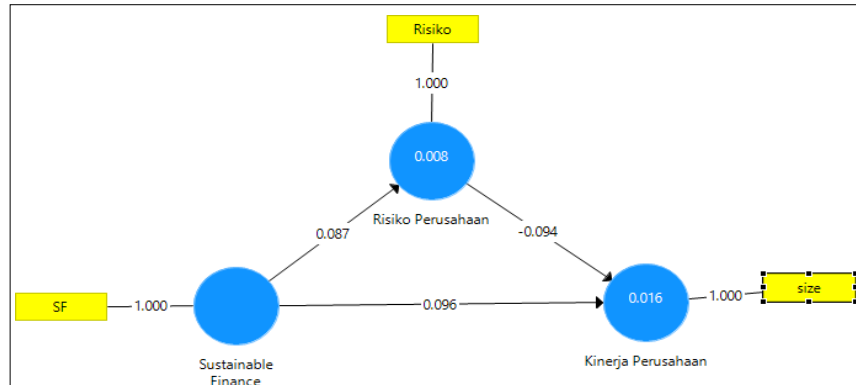 Risiko
1.000
0.008
Risiko Perusahaan
0.087
-0.094
SF
1.000
0.096
0.016
1.000
size
Sustainable
Finance
Kinerja Perusahaan